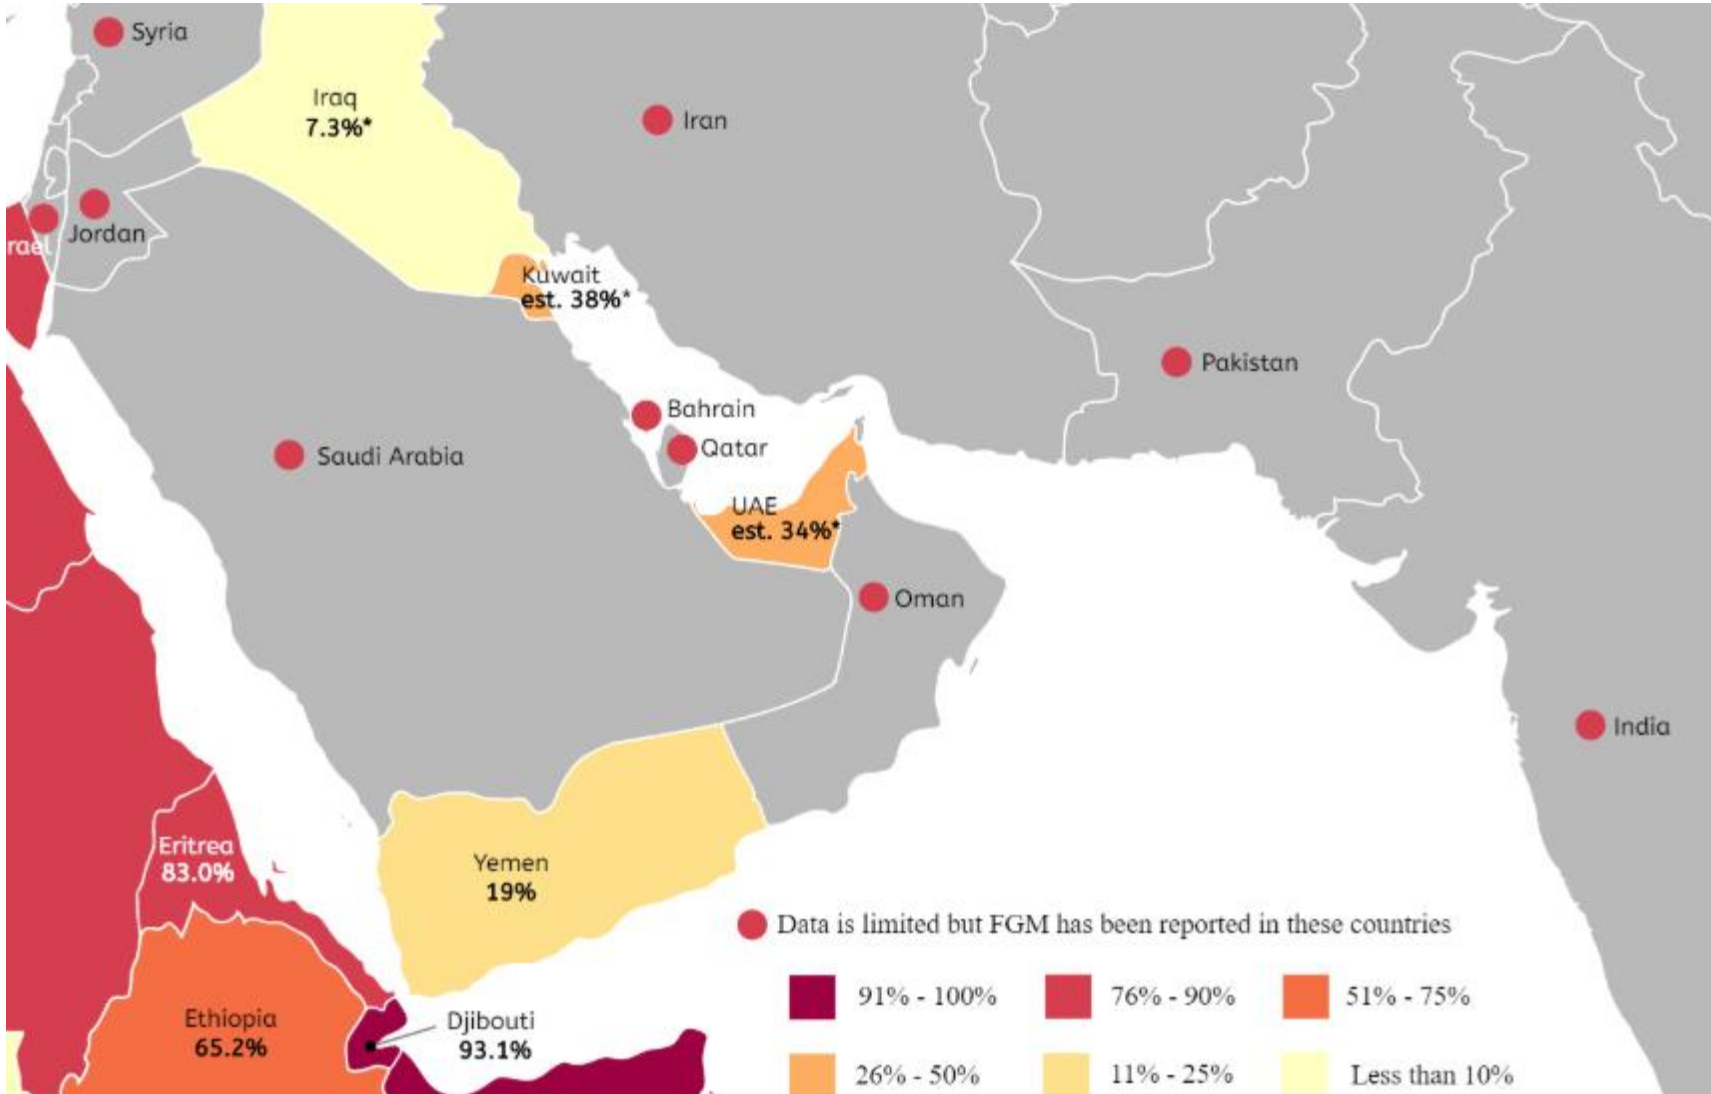 Syria
Iraq
7.3%*
Iran
Jordan
rael
Kuwait
est. 38%*
Pakistan
Bahrain
Qatar
Saudi Arabia
UAE
est. 34%*
Oman
India
Eritrea
83.0%
Yemen
19%
Data is limited but FGM has been reported in these countries
91% - 100%
76% - 90%
51% - 75%
Ethiopia
65.2%
Djibouti
93.1%
26% - 50%
11% - 25%
Less than 10%